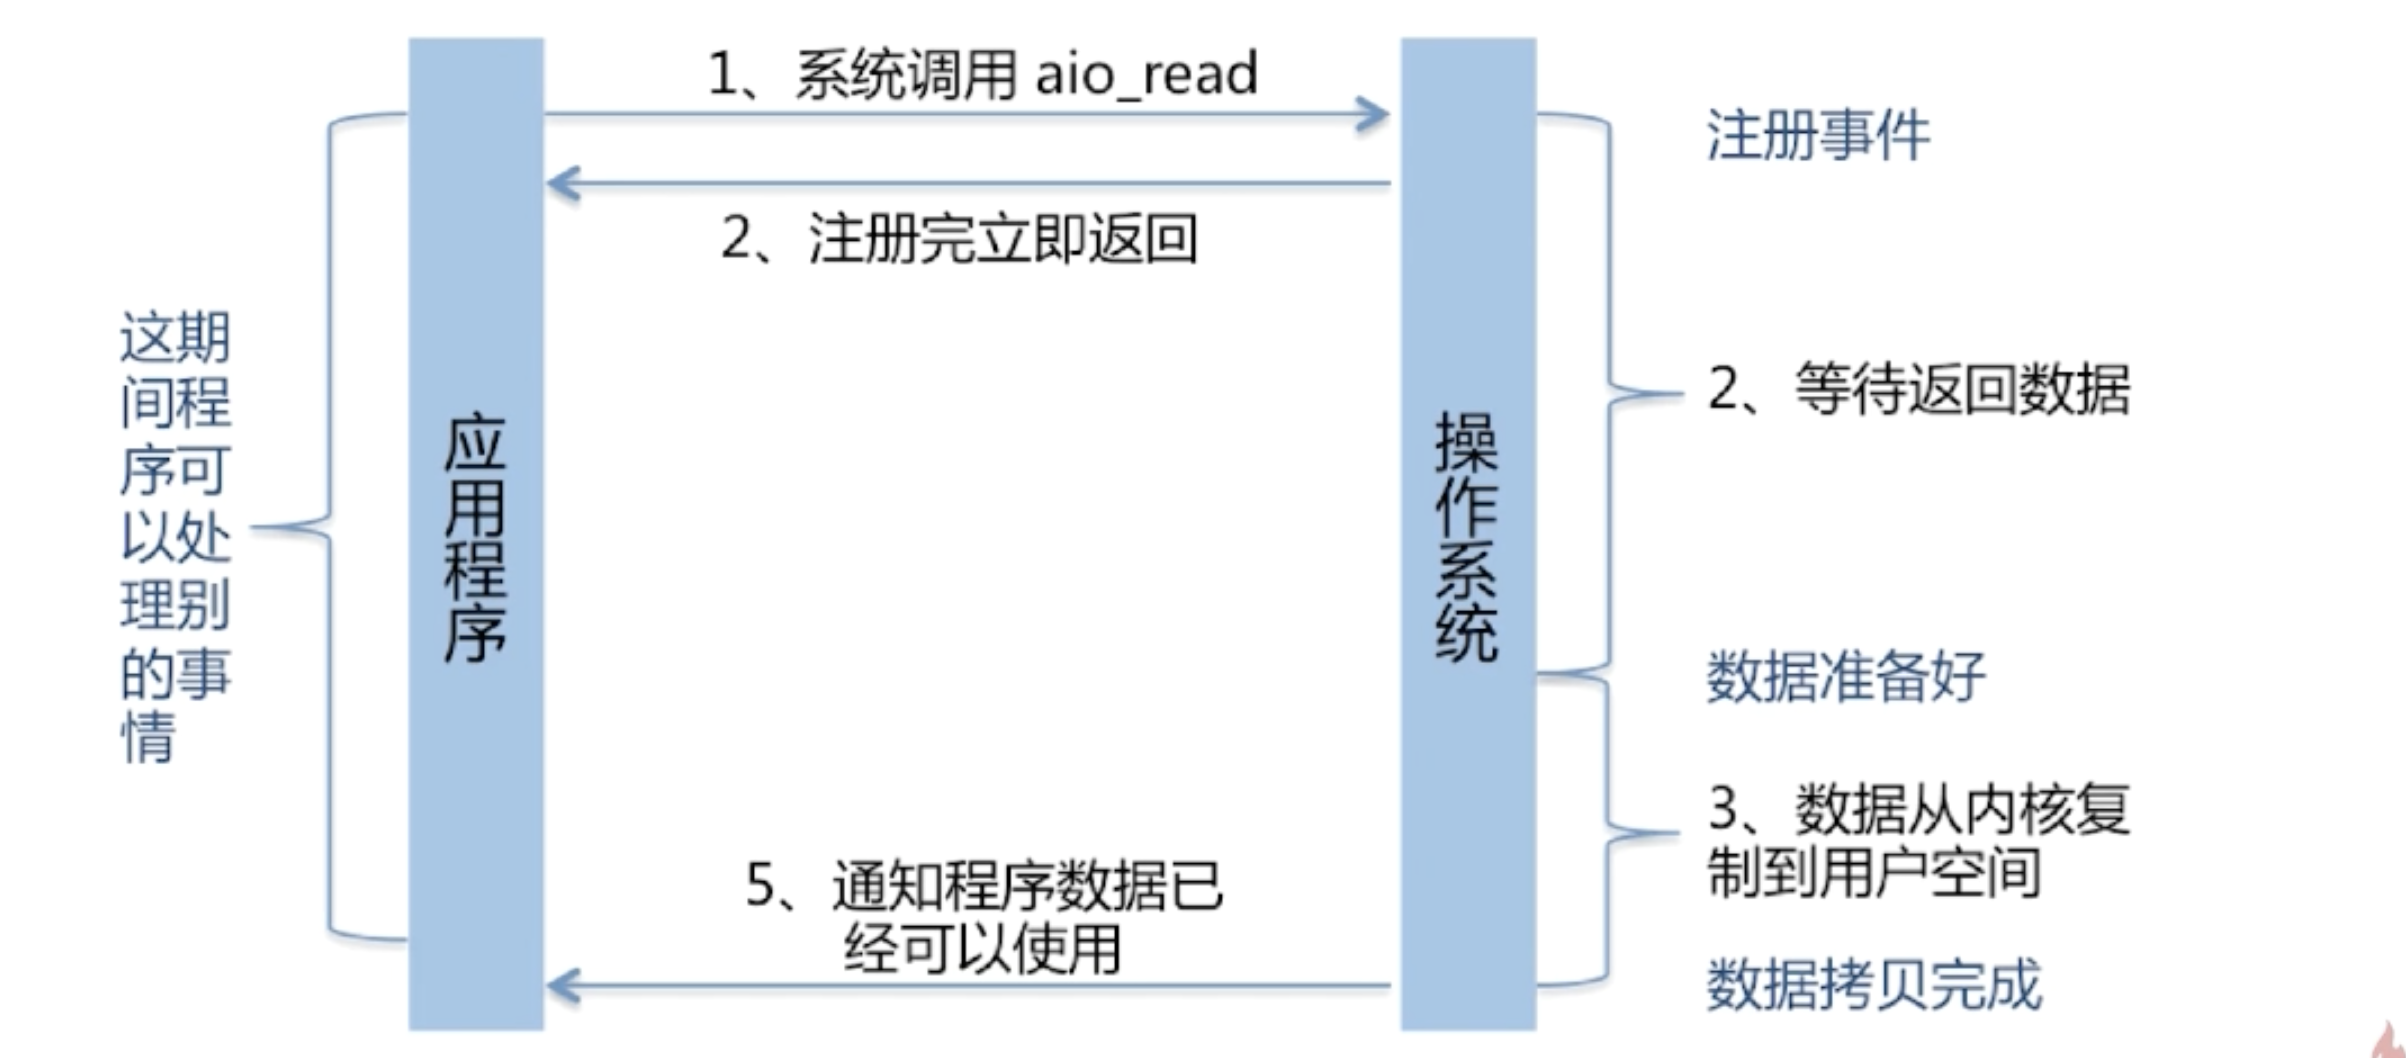 1、系统调用 aio_read
注册事件
2、注册完立即返回
这期
间程
序可
以处
理别
的事
情
应用程序
操作系统
2、等待返回数据
数据准备好
3、数据从内核复
制到用户空间
5、通知程序数据已
经可以使用
数据拷贝完成